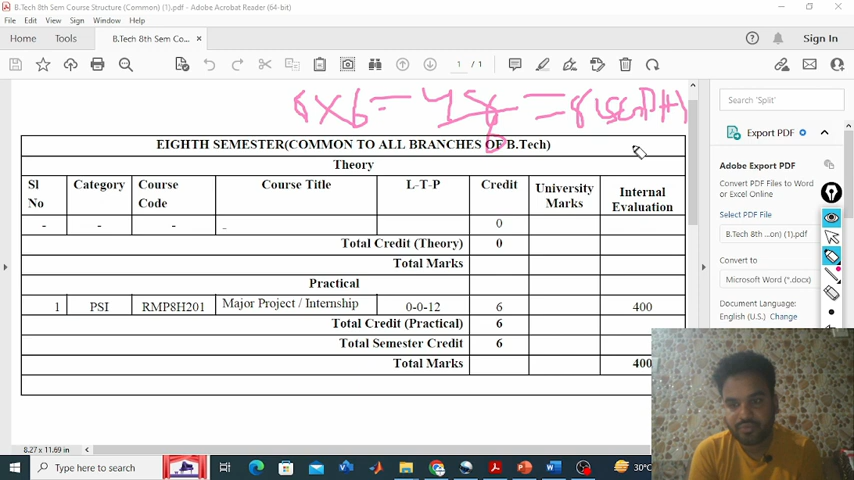 B.Tech 8th Sem Course Structure (Common) (1).pdf - Adobe Acrobat Reader (64-bit)
File Edit View Sign Window Help
Home Tools B.Tech 8th Sem Co... × Sign In
1 / 1
EIGHTH SEMESTER(COMMON TO ALL BRANCHES OF B.Tech)
Theory
Sl No Category Course Code Course Title L-T-P Credit University Marks Internal Evaluation
- - - - 0
Total Credit (Theory) 0
Total Marks
Practical
1 PSI RMP8H201 Major Project / Internship 0-0-12 6 400
Total Credit (Practical) 6
Total Semester Credit 6
Total Marks 400
8.27 x 11.69 in
Search 'Split'
Export PDF
Adobe Export PDF
Convert PDF Files to Word or Excel Online
Select PDF File
B.Tech 8th ...on) (1).pdf
Convert to
Microsoft Word (*.docx)
Document Language:
English (U.S.) Change
Type here to search
30°C